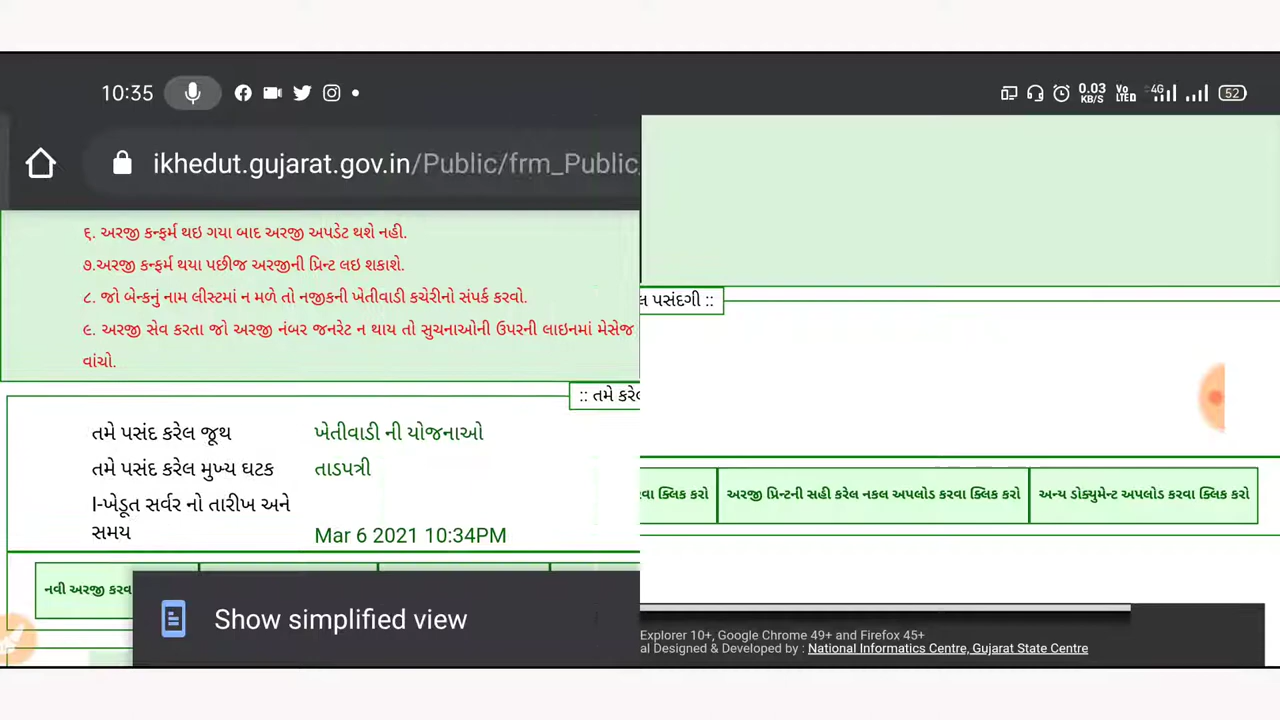 10:35
0.03 KB/S
Vo LTE
4G
52
ikhedut.gujarat.gov.in/Public/frm_Public_
૬. અરજી કન્ફર્મ થઇ ગયા બાદ અરજી અપડેટ થશે નહી.
૭.અરજી કન્ફર્મ થયા પછીજ અરજીની પ્રિન્ટ લઇ શકાશે.
૮. જો બેન્કનું નામ લીસ્ટમાં ન મળે તો નજીકની ખેતીવાડી કચેરીનો સંપર્ક કરવો.
૯. અરજી સેવ કરતા જો અરજી નંબર જનરેટ ન થાય તો સુચનાઓની ઉપરની લાઇનમાં મેસેજ
વાંચો.
:: તમે
પસંદગી ::
તમે પસંદ કરેલ જૂથ ખેતીવાડી ની યોજનાઓ
તમે પસંદ કરેલ મુખ્ય ઘટક તાડપત્રી
I-ખેડૂત સર્વર નો તારીખ અને
સમય Mar 6 2021 10:34PM
નવી અરજી કરવ
Show simplified view
વા ક્લિક કરો
અરજી પ્રિન્ટની સહી કરેલ નકલ અપલોડ કરવા ક્લિક કરો
અન્ય ડોક્યુમેન્ટ અપલોડ કરવા ક્લિક કરો
Explorer 10+, Google Chrome 49+ and Firefox 45+
al Designed & Developed by : National Informatics Centre, Gujarat State Centre